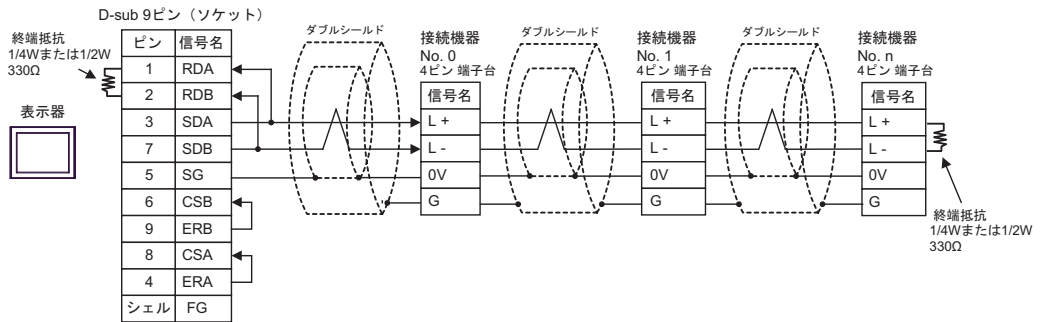 D-sub 9ピン（ソケット）
終端抵抗
1/4Wまたは1/2W
330Ω
表示器
ピン 信号名
1 RDA
2 RDB
3 SDA
7 SDB
5 SG
6 CSB
9 ERB
8 CSA
4 ERA
シェル FG
ダブルシールド
接続機器
No. 0
4ピン 端子台
信号名
L +
L -
0V
G
ダブルシールド
接続機器
No. 1
4ピン 端子台
信号名
L +
L -
0V
G
ダブルシールド
接続機器
No. n
4ピン 端子台
信号名
L +
L -
0V
G
終端抵抗
1/4Wまたは1/2W
330Ω